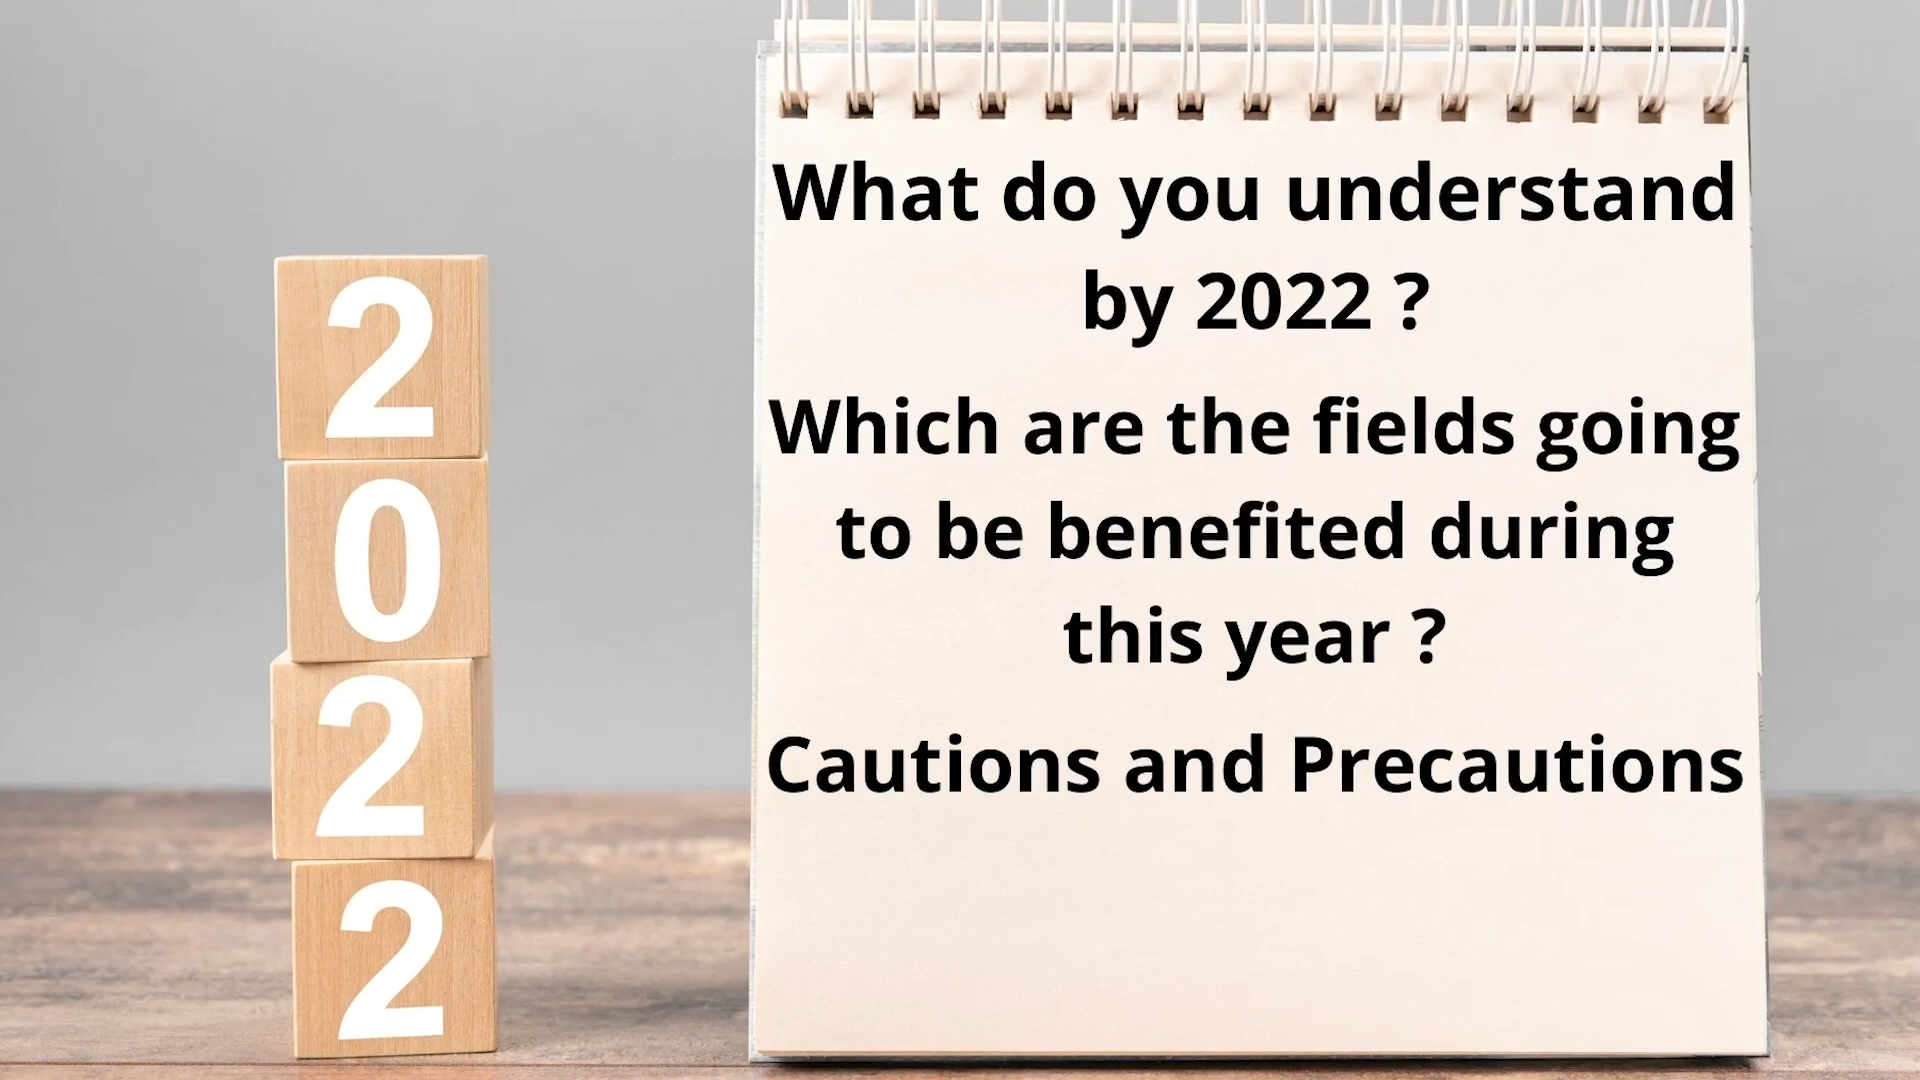 2
0
2
2
What do you understand
by 2022 ?
Which are the fields going
to be benefited during
this year ?
Cautions and Precautions